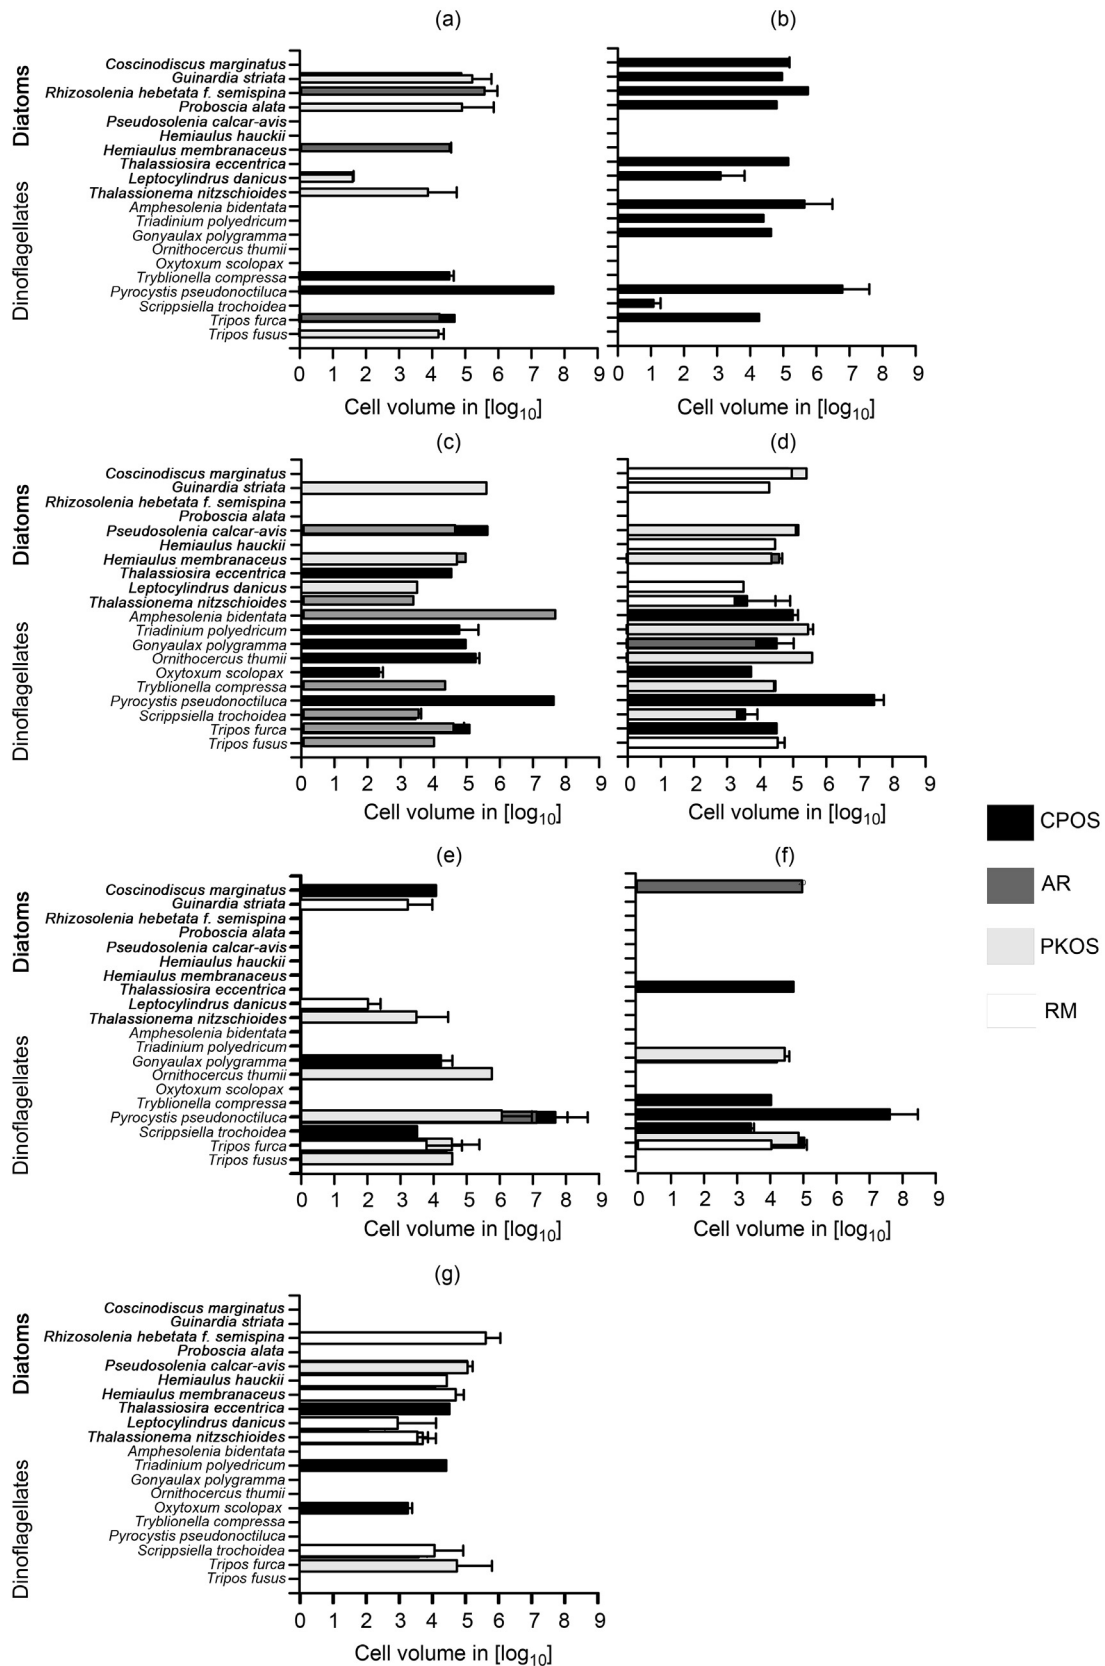 (a)
(b)
Diatoms
Dinoflagellates
Coscinodiscus marginatus
Guinardia striata
Rhizosolenia hebetata f. semispina
Proboscia alata
Pseudosolenia calcar-avis
Hemiaulus hauckii
Hemiaulus membranaceus
Thalassiosira eccentrica
Leptocylindrus danicus
Thalassionema nitzschioides
Amphesolenia bidentata
Triadinium polyedricum
Gonyaulax polygramma
Ornithocercus thumii
Oxytoxum scolopax
Tryblionella compressa
Pyrocystis pseudonoctiluca
Scrippsiella trochoidea
Tripos furca
Tripos fusus
0 1 2 3 4 5 6 7 8 9
0 1 2 3 4 5 6 7 8 9
Cell volume in [log10]
Cell volume in [log10]
(c)
(d)
Diatoms
Dinoflagellates
Coscinodiscus marginatus
Guinardia striata
Rhizosolenia hebetata f. semispina
Proboscia alata
Pseudosolenia calcar-avis
Hemiaulus hauckii
Hemiaulus membranaceus
Thalassiosira eccentrica
Leptocylindrus danicus
Thalassionema nitzschioides
Amphesolenia bidentata
Triadinium polyedricum
Gonyaulax polygramma
Ornithocercus thumii
Oxytoxum scolopax
Tryblionella compressa
Pyrocystis pseudonoctiluca
Scrippsiella trochoidea
Tripos furca
Tripos fusus
0 1 2 3 4 5 6 7 8 9
0 1 2 3 4 5 6 7 8 9
Cell volume in [log10]
Cell volume in [log10]
CPOS
AR
PKOS
RM
(e)
(f)
Diatoms
Dinoflagellates
Coscinodiscus marginatus
Guinardia striata
Rhizosolenia hebetata f. semispina
Proboscia alata
Pseudosolenia calcar-avis
Hemiaulus hauckii
Hemiaulus membranaceus
Thalassiosira eccentrica
Leptocylindrus danicus
Thalassionema nitzschioides
Amphesolenia bidentata
Triadinium polyedricum
Gonyaulax polygramma
Ornithocercus thumii
Oxytoxum scolopax
Tryblionella compressa
Pyrocystis pseudonoctiluca
Scrippsiella trochoidea
Tripos furca
Tripos fusus
0 1 2 3 4 5 6 7 8 9
0 1 2 3 4 5 6 7 8 9
Cell volume in [log10]
Cell volume in [log10]
(g)
Diatoms
Dinoflagellates
Coscinodiscus marginatus
Guinardia striata
Rhizosolenia hebetata f. semispina
Proboscia alata
Pseudosolenia calcar-avis
Hemiaulus hauckii
Hemiaulus membranaceus
Thalassiosira eccentrica
Leptocylindrus danicus
Thalassionema nitzschioides
Amphesolenia bidentata
Triadinium polyedricum
Gonyaulax polygramma
Ornithocercus thumii
Oxytoxum scolopax
Tryblionella compressa
Pyrocystis pseudonoctiluca
Scrippsiella trochoidea
Tripos furca
Tripos fusus
0 1 2 3 4 5 6 7 8 9
Cell volume in [log10]